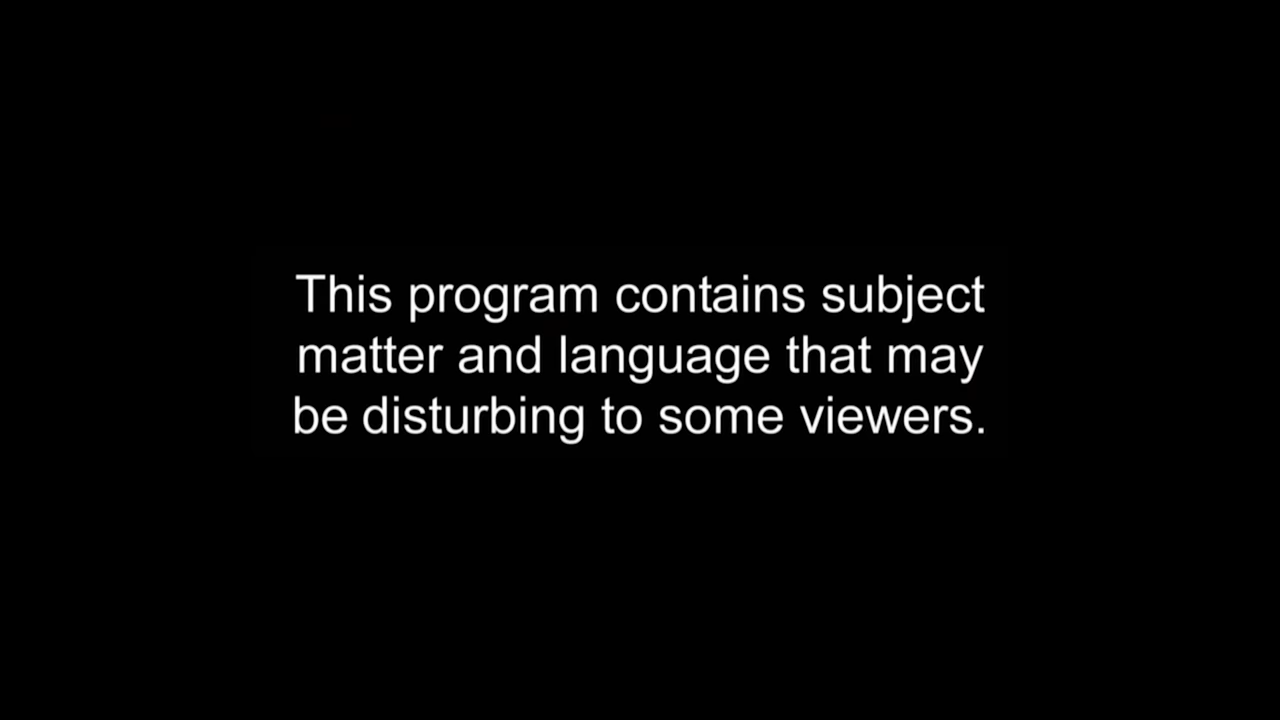 This program contains subject
matter and language that may
be disturbing to some viewers.